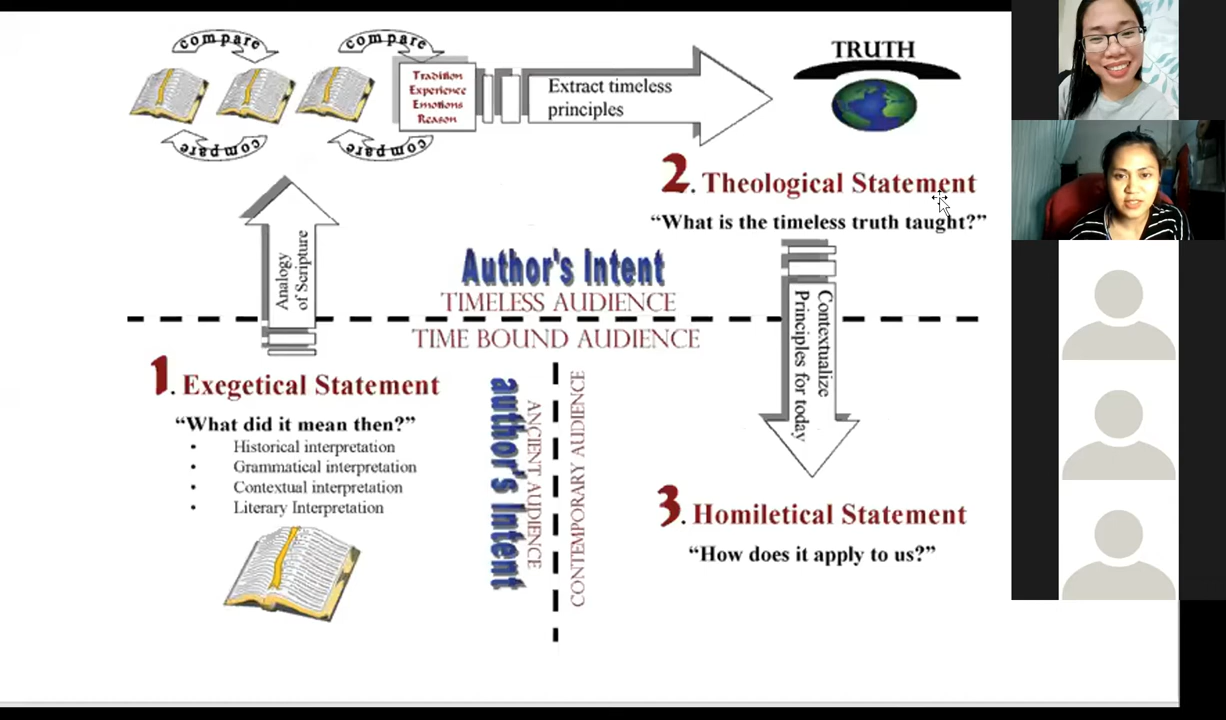 compare
compare
TRUTH
Tradition
Experience
Emotions
Reason
Extract timeless
principles
compare
compare
2. Theological Statement
“What is the timeless truth taught?”
Analogy
of Scripture
Author's Intent
TIMELESS AUDIENCE
TIME BOUND AUDIENCE
Contextualize
Principles for today
1. Exegetical Statement
“What did it mean then?”
• Historical interpretation
• Grammatical interpretation
• Contextual interpretation
• Literary Interpretation
author's Intent
ANCIENT AUDIENCE
CONTEMPORARY AUDIENCE
3. Homiletical Statement
“How does it apply to us?”